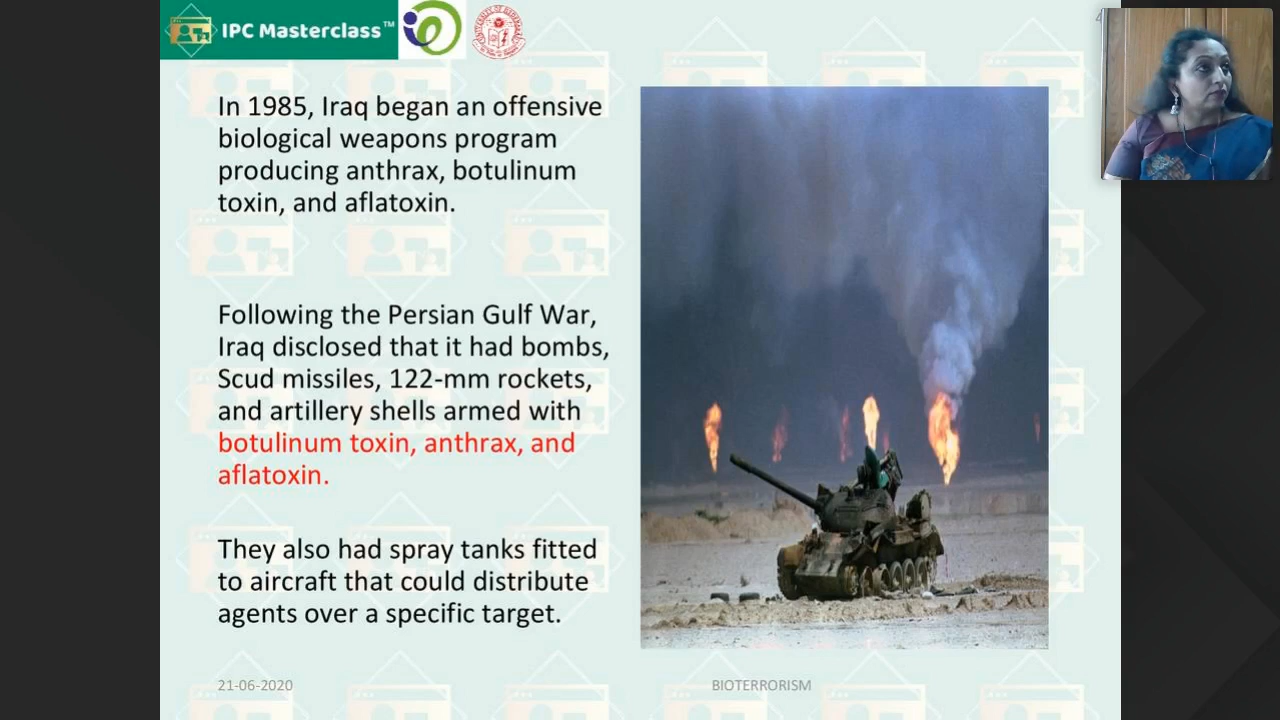 IPC Masterclass™
In 1985, Iraq began an offensive
biological weapons program
producing anthrax, botulinum
toxin, and aflatoxin.
Following the Persian Gulf War,
Iraq disclosed that it had bombs,
Scud missiles, 122-mm rockets,
and artillery shells armed with
botulinum toxin, anthrax, and
aflatoxin.
They also had spray tanks fitted
to aircraft that could distribute
agents over a specific target.
21-06-2020
BIOTERRORISM